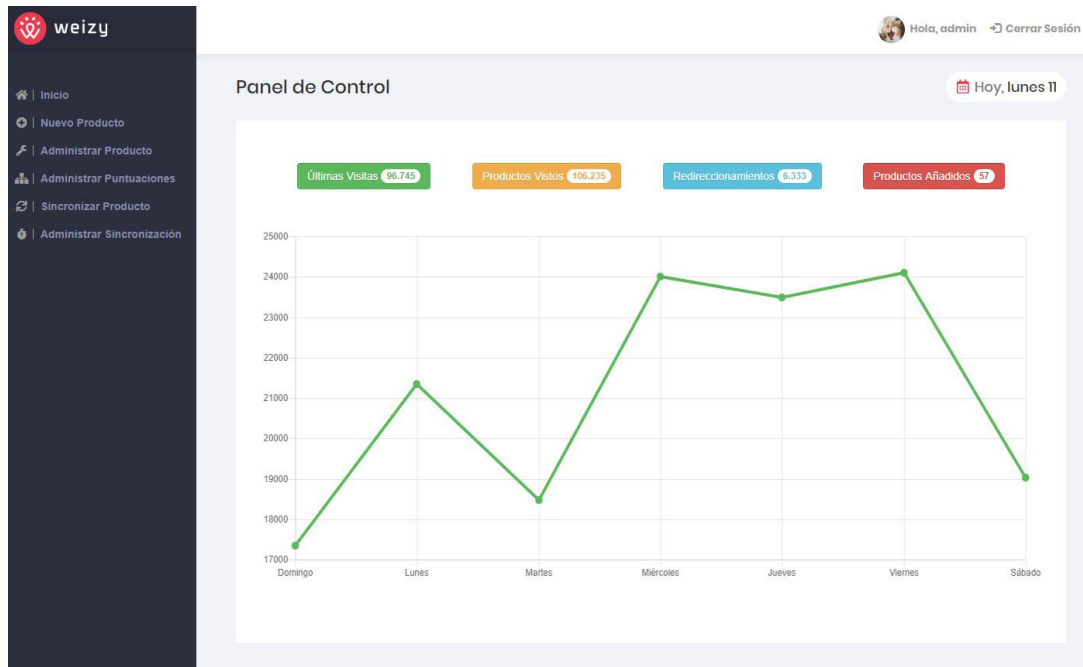 weizy
Hola, admin Cerrar Sesión
Inicio
Nuevo Producto
Administrar Producto
Administrar Puntuaciones
Sincronizar Producto
Administrar Sincronización
Panel de Control
Hoy, lunes 11
Últimas Visitas 96.745
Productos Vistos 106.235
Redireccionamientos 6.333
Productos Añadidos 57
25000
24000
23000
22000
21000
20000
19000
18000
17000
Domingo Lunes Martes Miércoles Jueves Viernes Sábado